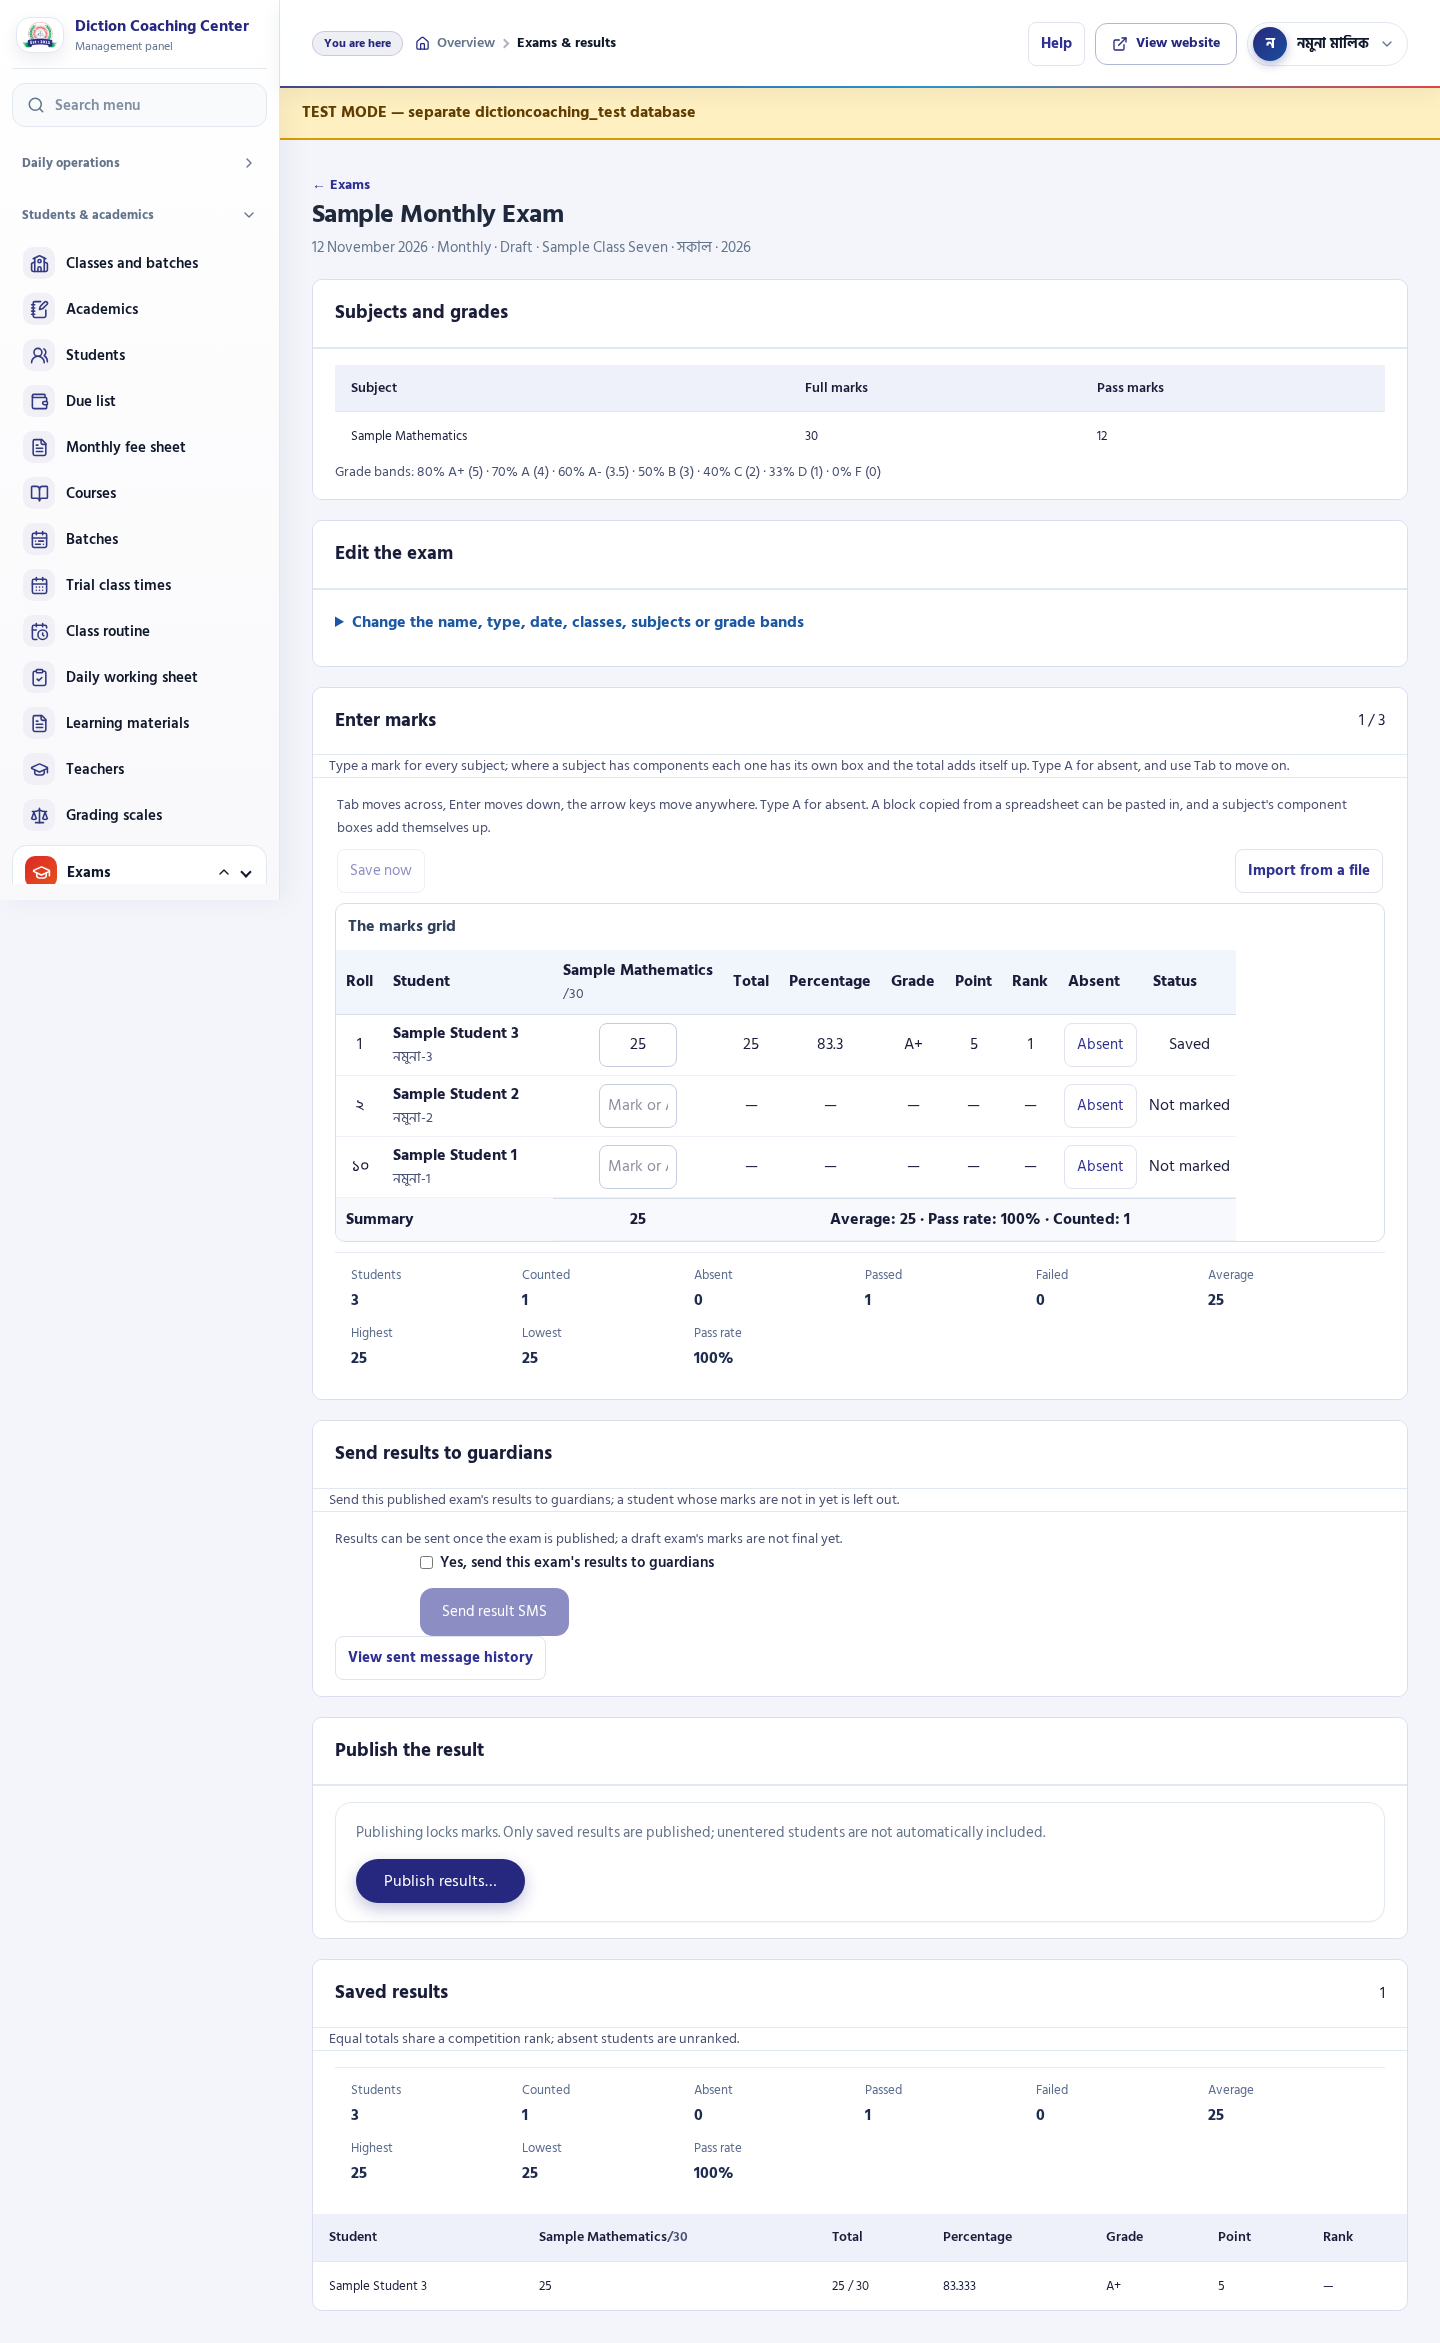 Diction Coaching Center
Management panel
Search menu
Daily operations
Students & academics
Classes and batches
Academics
Students
Due list
Monthly fee sheet
Courses
Batches
Trial class times
Class routine
Daily working sheet
Learning materials
Teachers
Grading scales
Exams
You are here Overview Exams & results
Help View website ন নমুনা মালিক
TEST MODE — separate dictioncoaching_test database
← Exams
Sample Monthly Exam
12 November 2026 · Monthly · Draft · Sample Class Seven · সকাল · 2026
Subjects and grades
Subject Full marks Pass marks
Sample Mathematics 30 12
Grade bands: 80% A+ (5) · 70% A (4) · 60% A- (3.5) · 50% B (3) · 40% C (2) · 33% D (1) · 0% F (0)
Edit the exam
Change the name, type, date, classes, subjects or grade bands
Enter marks 1 / 3
Type a mark for every subject; where a subject has components each one has its own box and the total adds itself up. Type A for absent, and use Tab to move on.
Tab moves across, Enter moves down, the arrow keys move anywhere. Type A for absent. A block copied from a spreadsheet can be pasted in, and a subject's component
boxes add themselves up.
Save now Import from a file
The marks grid
Roll Student Sample Mathematics /30 Total Percentage Grade Point Rank Absent Status
1 Sample Student 3 25 25 83.3 A+ 5 1 Absent Saved
নমুনা-3
২ Sample Student 2 Mark or — — — — — Absent Not marked
নমুনা-2
১০ Sample Student 1 Mark or — — — — — Absent Not marked
নমুনা-1
Summary 25 Average: 25 · Pass rate: 100% · Counted: 1
Students Counted Absent Passed Failed Average
3 1 0 1 0 25
Highest Lowest Pass rate
25 25 100%
Send results to guardians
Send this published exam's results to guardians; a student whose marks are not in yet is left out.
Results can be sent once the exam is published; a draft exam's marks are not final yet.
Yes, send this exam's results to guardians
Send result SMS
View sent message history
Publish the result
Publishing locks marks. Only saved results are published; unentered students are not automatically included.
Publish results...
Saved results 1
Equal totals share a competition rank; absent students are unranked.
Students Counted Absent Passed Failed Average
3 1 0 1 0 25
Highest Lowest Pass rate
25 25 100%
Student Sample Mathematics/30 Total Percentage Grade Point Rank
Sample Student 3 25 25 / 30 83.333 A+ 5 —